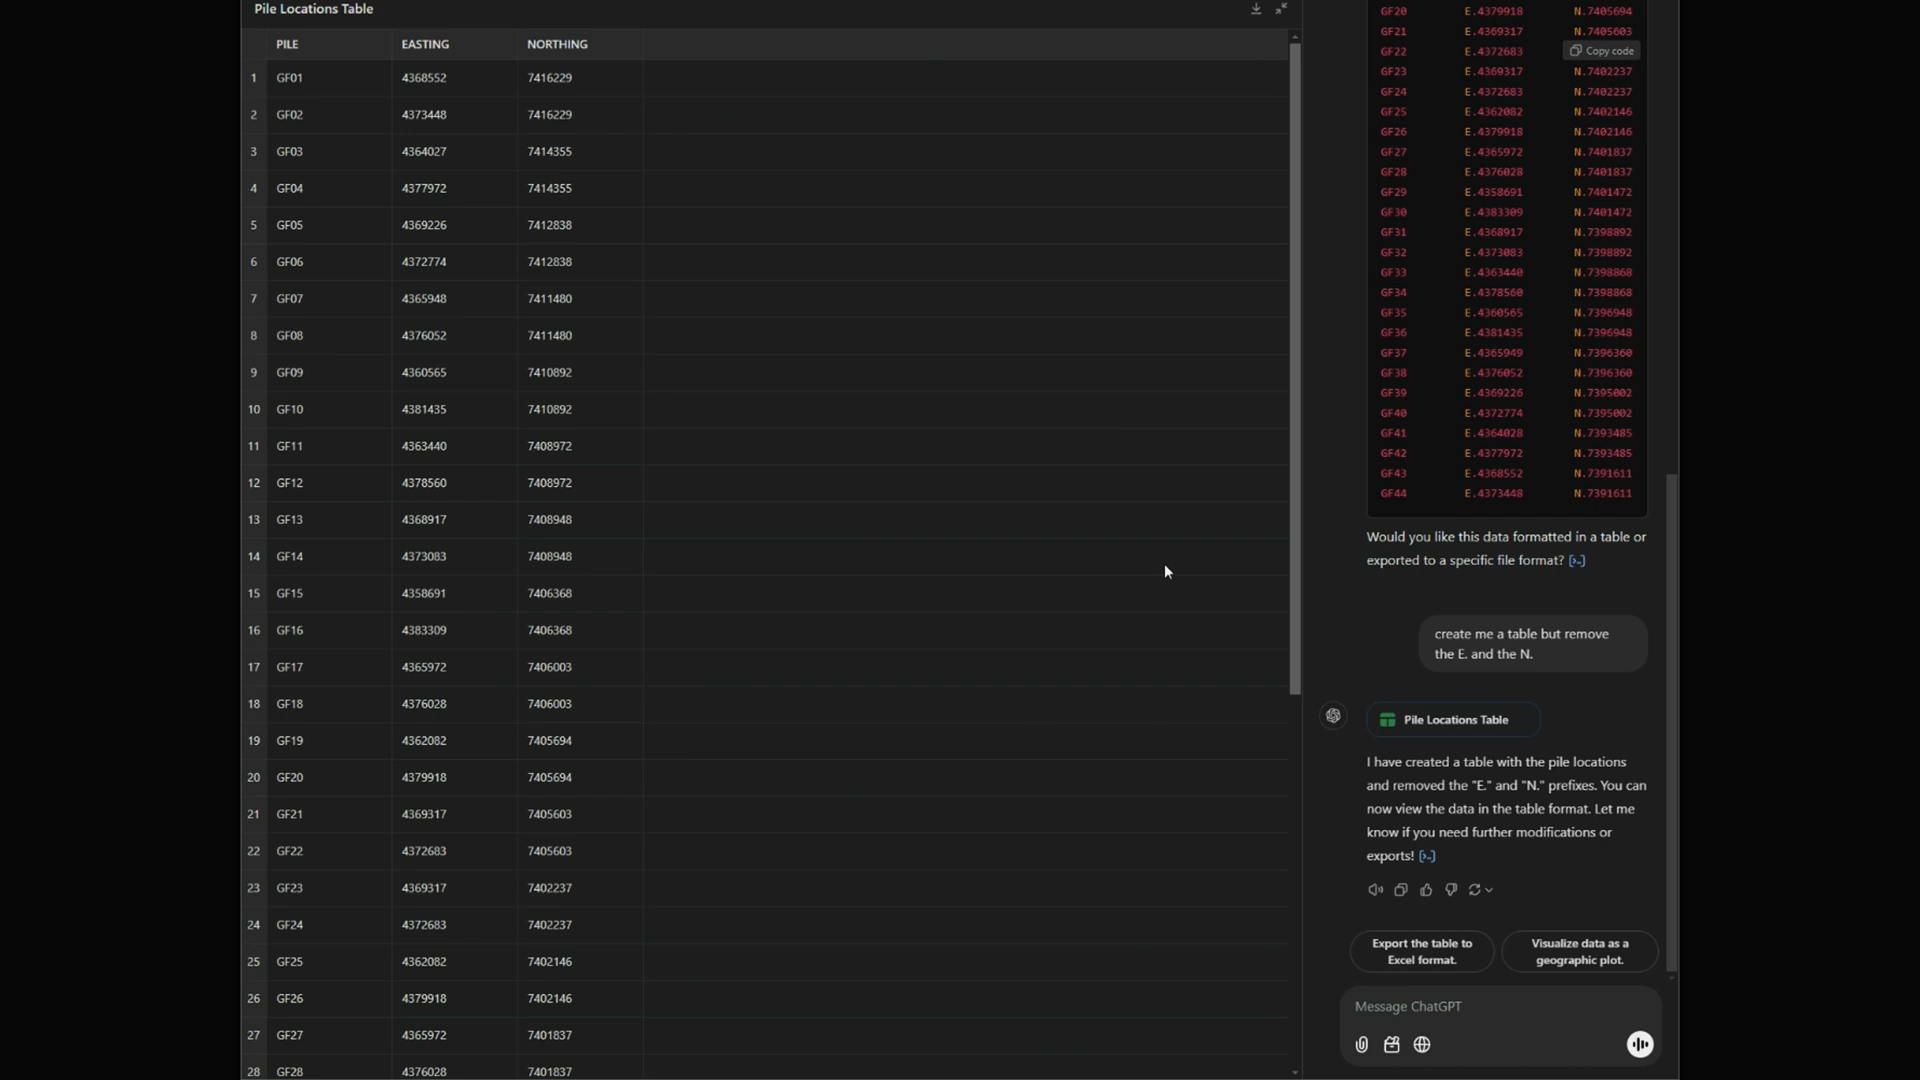 Pile Locations Table
PILE EASTING NORTHING
1 GF01 4368552 7416229
2 GF02 4373448 7416229
3 GF03 4364027 7414355
4 GF04 4377972 7414355
5 GF05 4369226 7412838
6 GF06 4372774 7412838
7 GF07 4365948 7411480
8 GF08 4376052 7411480
9 GF09 4360565 7410892
10 GF10 4381435 7410892
11 GF11 4363440 7408972
12 GF12 4378560 7408972
13 GF13 4368917 7408948
14 GF14 4373083 7408948
15 GF15 4358691 7406368
16 GF16 4383309 7406368
17 GF17 4365972 7406003
18 GF18 4376028 7406003
19 GF19 4362082 7405694
20 GF20 4379918 7405694
21 GF21 4369317 7405603
22 GF22 4372683 7405603
23 GF23 4369317 7402237
24 GF24 4372683 7402237
25 GF25 4362082 7402146
26 GF26 4379918 7402146
27 GF27 4365972 7401837
28 GF28 4376028 7401837
GF20 E.4379918 N.7405694
GF21 E.4369317 N.7405603
GF22 E.4372683 Copy code
GF23 E.4369317 N.7402237
GF24 E.4372683 N.7402237
GF25 E.4362082 N.7402146
GF26 E.4379918 N.7402146
GF27 E.4365972 N.7401837
GF28 E.4376028 N.7401837
GF29 E.4358691 N.7401472
GF30 E.4383309 N.7401472
GF31 E.4368917 N.7398892
GF32 E.4373083 N.7398892
GF33 E.4363440 N.7398868
GF34 E.4378560 N.7398868
GF35 E.4360565 N.7396948
GF36 E.4381435 N.7396948
GF37 E.4365949 N.7396360
GF38 E.4376052 N.7396360
GF39 E.4369226 N.7395002
GF40 E.4372774 N.7395002
GF41 E.4364028 N.7393485
GF42 E.4377972 N.7393485
GF43 E.4368552 N.7391611
GF44 E.4373448 N.7391611
Would you like this data formatted in a table or
exported to a specific file format? [>-]
create me a table but remove
the E. and the N.
Pile Locations Table
I have created a table with the pile locations
and removed the "E." and "N." prefixes. You can
now view the data in the table format. Let me
know if you need further modifications or
exports! [>-]
Export the table to
Excel format.
Visualize data as a
geographic plot.
Message ChatGPT